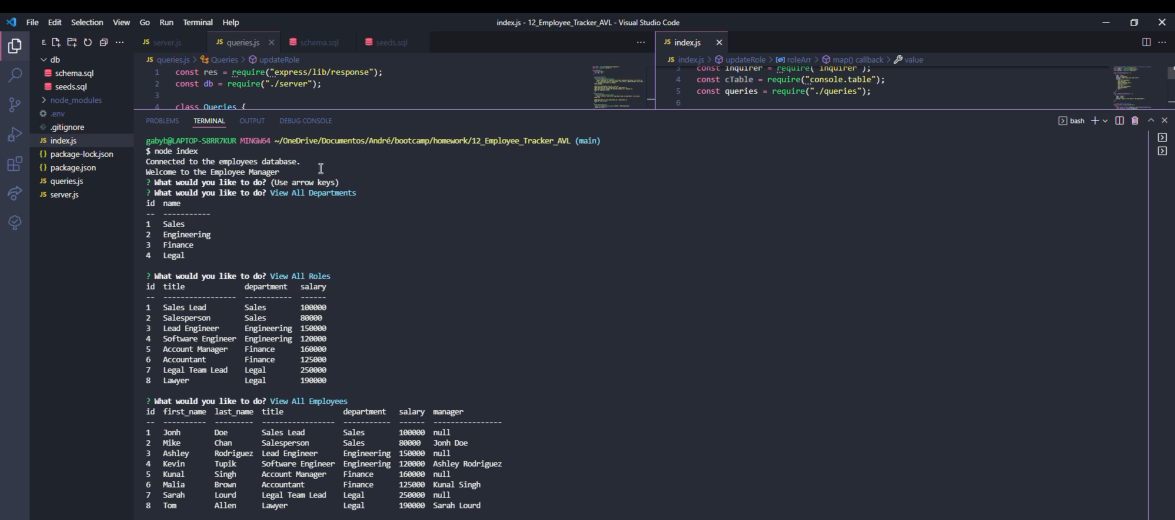 File Edit Selection View Go Run Terminal Help
index.js - 12_Employee_Tracker_AVL - Visual Studio Code
db
schema.sql
seeds.sql
node_modules
.env
.gitignore
index.js
package-lock.json
package.json
queries.js
server.js
server.js queries.js schema.sql seeds.sql
queries.js > Queries > updateRole
1 const res = require("express/lib/response");
2 const db = require("./server");
3
4 class Queries {
index.js
index.js > updateRole > roleArr > map() callback > value
3 const inquirer = require("inquirer");
4 const cTable = require("console.table");
5 const queries = require("./queries");
6
PROBLEMS TERMINAL OUTPUT DEBUG CONSOLE
bash
gabyb@LAPTOP-S8RR7KUR MINGW64 ~/OneDrive/Documentos/André/bootcamp/homework/12_Employee_Tracker_AVL (main)
$ node index
Connected to the employees database.
Welcome to the Employee Manager
? What would you like to do? (Use arrow keys)
? What would you like to do? View All Departments
id name
-- -----------
1 Sales
2 Engineering
3 Finance
4 Legal
? What would you like to do? View All Roles
id title department salary
-- ----------------- ----------- ------
1 Sales Lead Sales 100000
2 Salesperson Sales 80000
3 Lead Engineer Engineering 150000
4 Software Engineer Engineering 120000
5 Account Manager Finance 160000
6 Accountant Finance 125000
7 Legal Team Lead Legal 250000
8 Lawyer Legal 190000
? What would you like to do? View All Employees
id first_name last_name title department salary manager
-- ---------- --------- ----------------- ----------- ------ ----------------
1 Jonh Doe Sales Lead Sales 100000 null
2 Mike Chan Salesperson Sales 80000 Jonh Doe
3 Ashley Rodriguez Lead Engineer Engineering 150000 null
4 Kevin Tupik Software Engineer Engineering 120000 Ashley Rodriguez
5 Kunal Singh Account Manager Finance 160000 null
6 Malia Brown Accountant Finance 125000 Kunal Singh
7 Sarah Lourd Legal Team Lead Legal 250000 null
8 Tom Allen Lawyer Legal 190000 Sarah Lourd